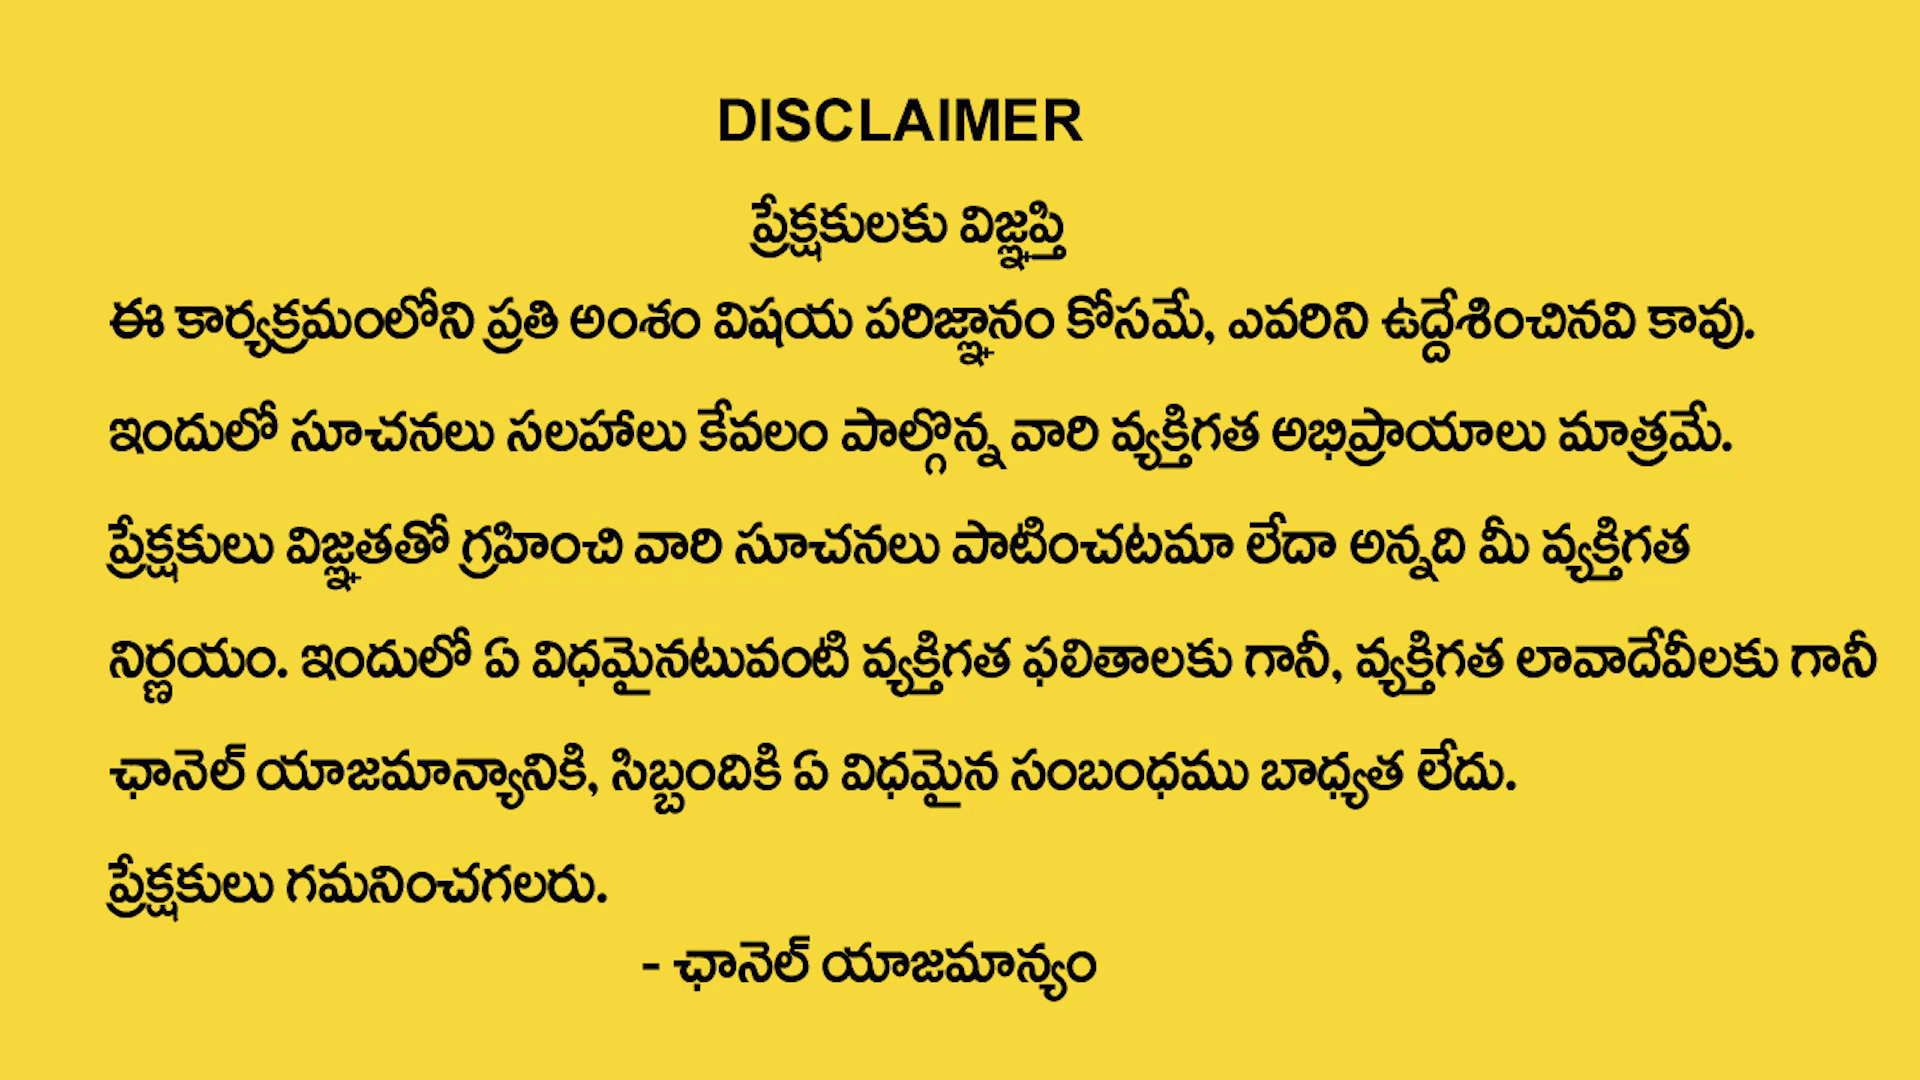 DISCLAIMER
ప్రేక్షకులకు విజ్ఞప్తి
ఈ కార్యక్రమంలోని ప్రతి అంశం విషయ పరిజ్ఞానం కోసమే, ఎవరిని ఉద్దేశించినవి కావు.
ఇందులో సూచనలు సలహాలు కేవలం పాల్గొన్న వారి వ్యక్తిగత అభిప్రాయాలు మాత్రమే.
ప్రేక్షకులు విజ్ఞతతో గ్రహించి వారి సూచనలు పాటించటమా లేదా అన్నది మీ వ్యక్తిగత
నిర్ణయం. ఇందులో ఏ విధమైనటువంటి వ్యక్తిగత ఫలితాలకు గానీ, వ్యక్తిగత లావాదేవీలకు గానీ
ఛానెల్ యాజమాన్యానికి, సిబ్బందికి ఏ విధమైన సంబంధము బాధ్యత లేదు.
ప్రేక్షకులు గమనించగలరు.
- ఛానెల్ యాజమాన్యం